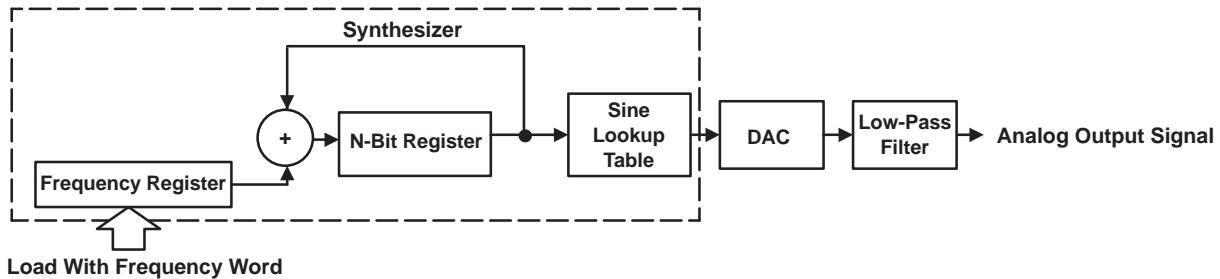 Synthesizer
+
N-Bit Register
Sine
Lookup
Table
DAC
Low-Pass
Filter
Analog Output Signal
Frequency Register
Load With Frequency Word